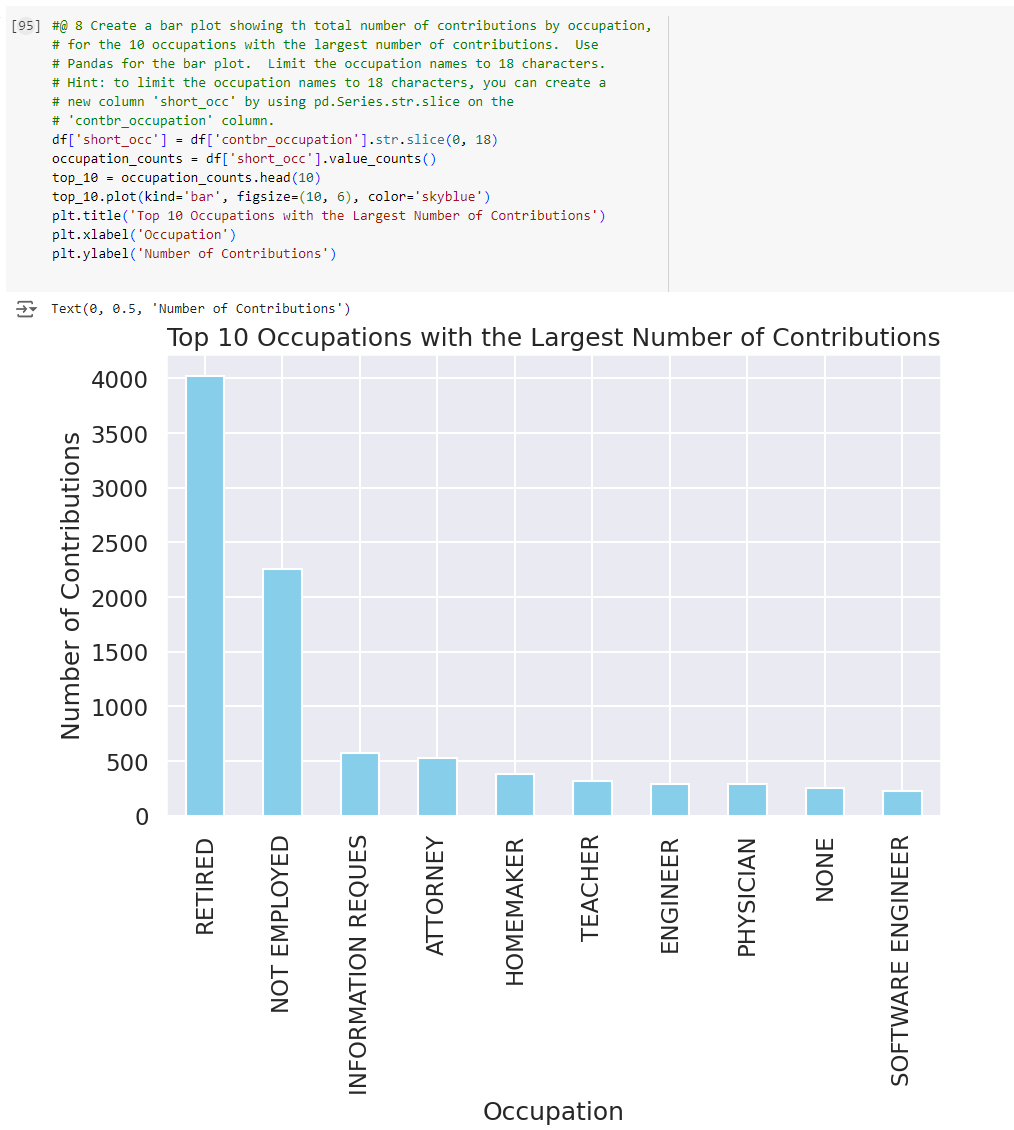 [95] #@ 8 Create a bar plot showing th total number of contributions by occupation,
# for the 10 occupations with the largest number of contributions.  Use
# Pandas for the bar plot.  Limit the occupation names to 18 characters.
# Hint: to limit the occupation names to 18 characters, you can create a
# new column 'short_occ' by using pd.Series.str.slice on the
# 'contbr_occupation' column.
df['short_occ'] = df['contbr_occupation'].str.slice(0, 18)
occupation_counts = df['short_occ'].value_counts()
top_10 = occupation_counts.head(10)
top_10.plot(kind='bar', figsize=(10, 6), color='skyblue')
plt.title('Top 10 Occupations with the Largest Number of Contributions')
plt.xlabel('Occupation')
plt.ylabel('Number of Contributions')
Text(0, 0.5, 'Number of Contributions')
Top 10 Occupations with the Largest Number of Contributions
Number of Contributions
4000
3500
3000
2500
2000
1500
1000
500
0
RETIRED
NOT EMPLOYED
INFORMATION REQUES
ATTORNEY
HOMEMAKER
TEACHER
ENGINEER
PHYSICIAN
NONE
SOFTWARE ENGINEER
Occupation